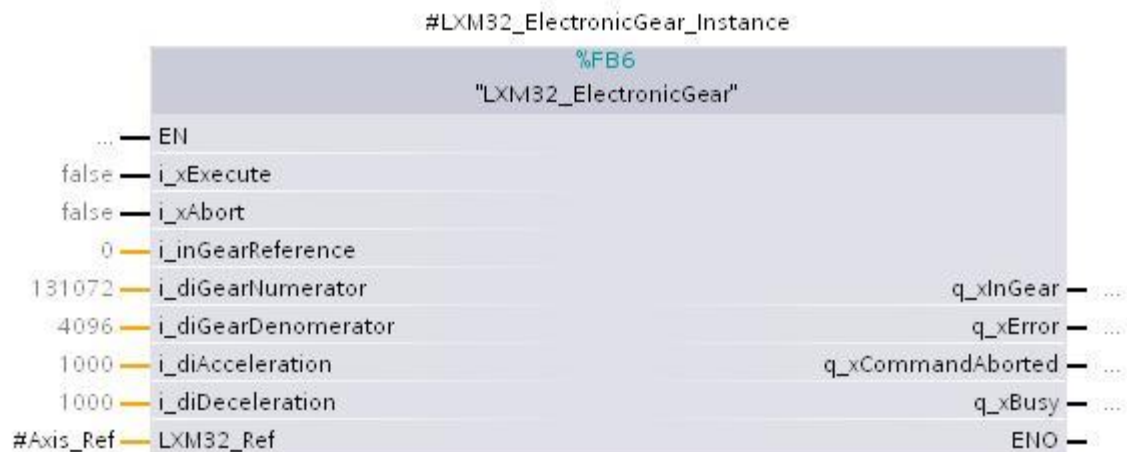 #LXM32_ElectronicGear_Instance
%FB6
"LXM32_ElectronicGear"
... EN
false i_xExecute
false i_xAbort
0 i_inGearReference
131072 i_diGearNumerator q_xInGear ...
4096 i_diGearDenomerator q_xError ...
1000 i_diAcceleration q_xCommandAborted ...
1000 i_diDeceleration q_xBusy ...
#Axis_Ref LXM32_Ref ENO